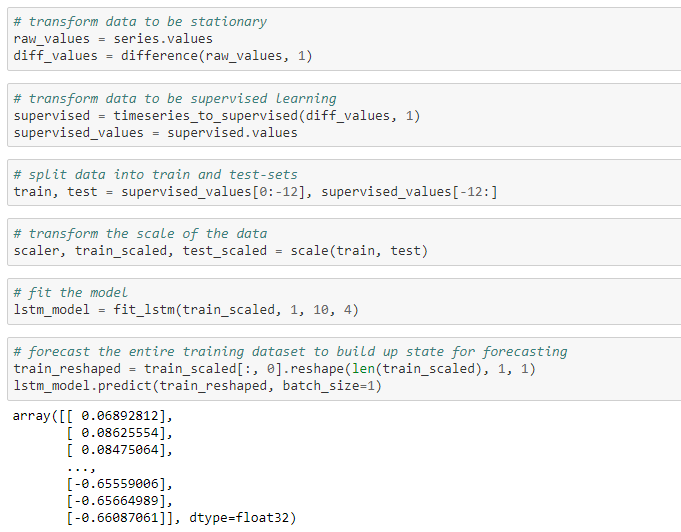 # transform data to be stationary
raw_values = series.values
diff_values = difference(raw_values, 1)
# transform data to be supervised learning
supervised = timeseries_to_supervised(diff_values, 1)
supervised_values = supervised.values
# split data into train and test-sets
train, test = supervised_values[0:-12], supervised_values[-12:]
# transform the scale of the data
scaler, train_scaled, test_scaled = scale(train, test)
# fit the model
lstm_model = fit_lstm(train_scaled, 1, 10, 4)
# forecast the entire training dataset to build up state for forecasting
train_reshaped = train_scaled[:, 0].reshape(len(train_scaled), 1, 1)
lstm_model.predict(train_reshaped, batch_size=1)
array([[ 0.06892812],
       [ 0.08625554],
       [ 0.08475064],
       ...,
       [-0.65559006],
       [-0.65664989],
       [-0.66087061]], dtype=float32)